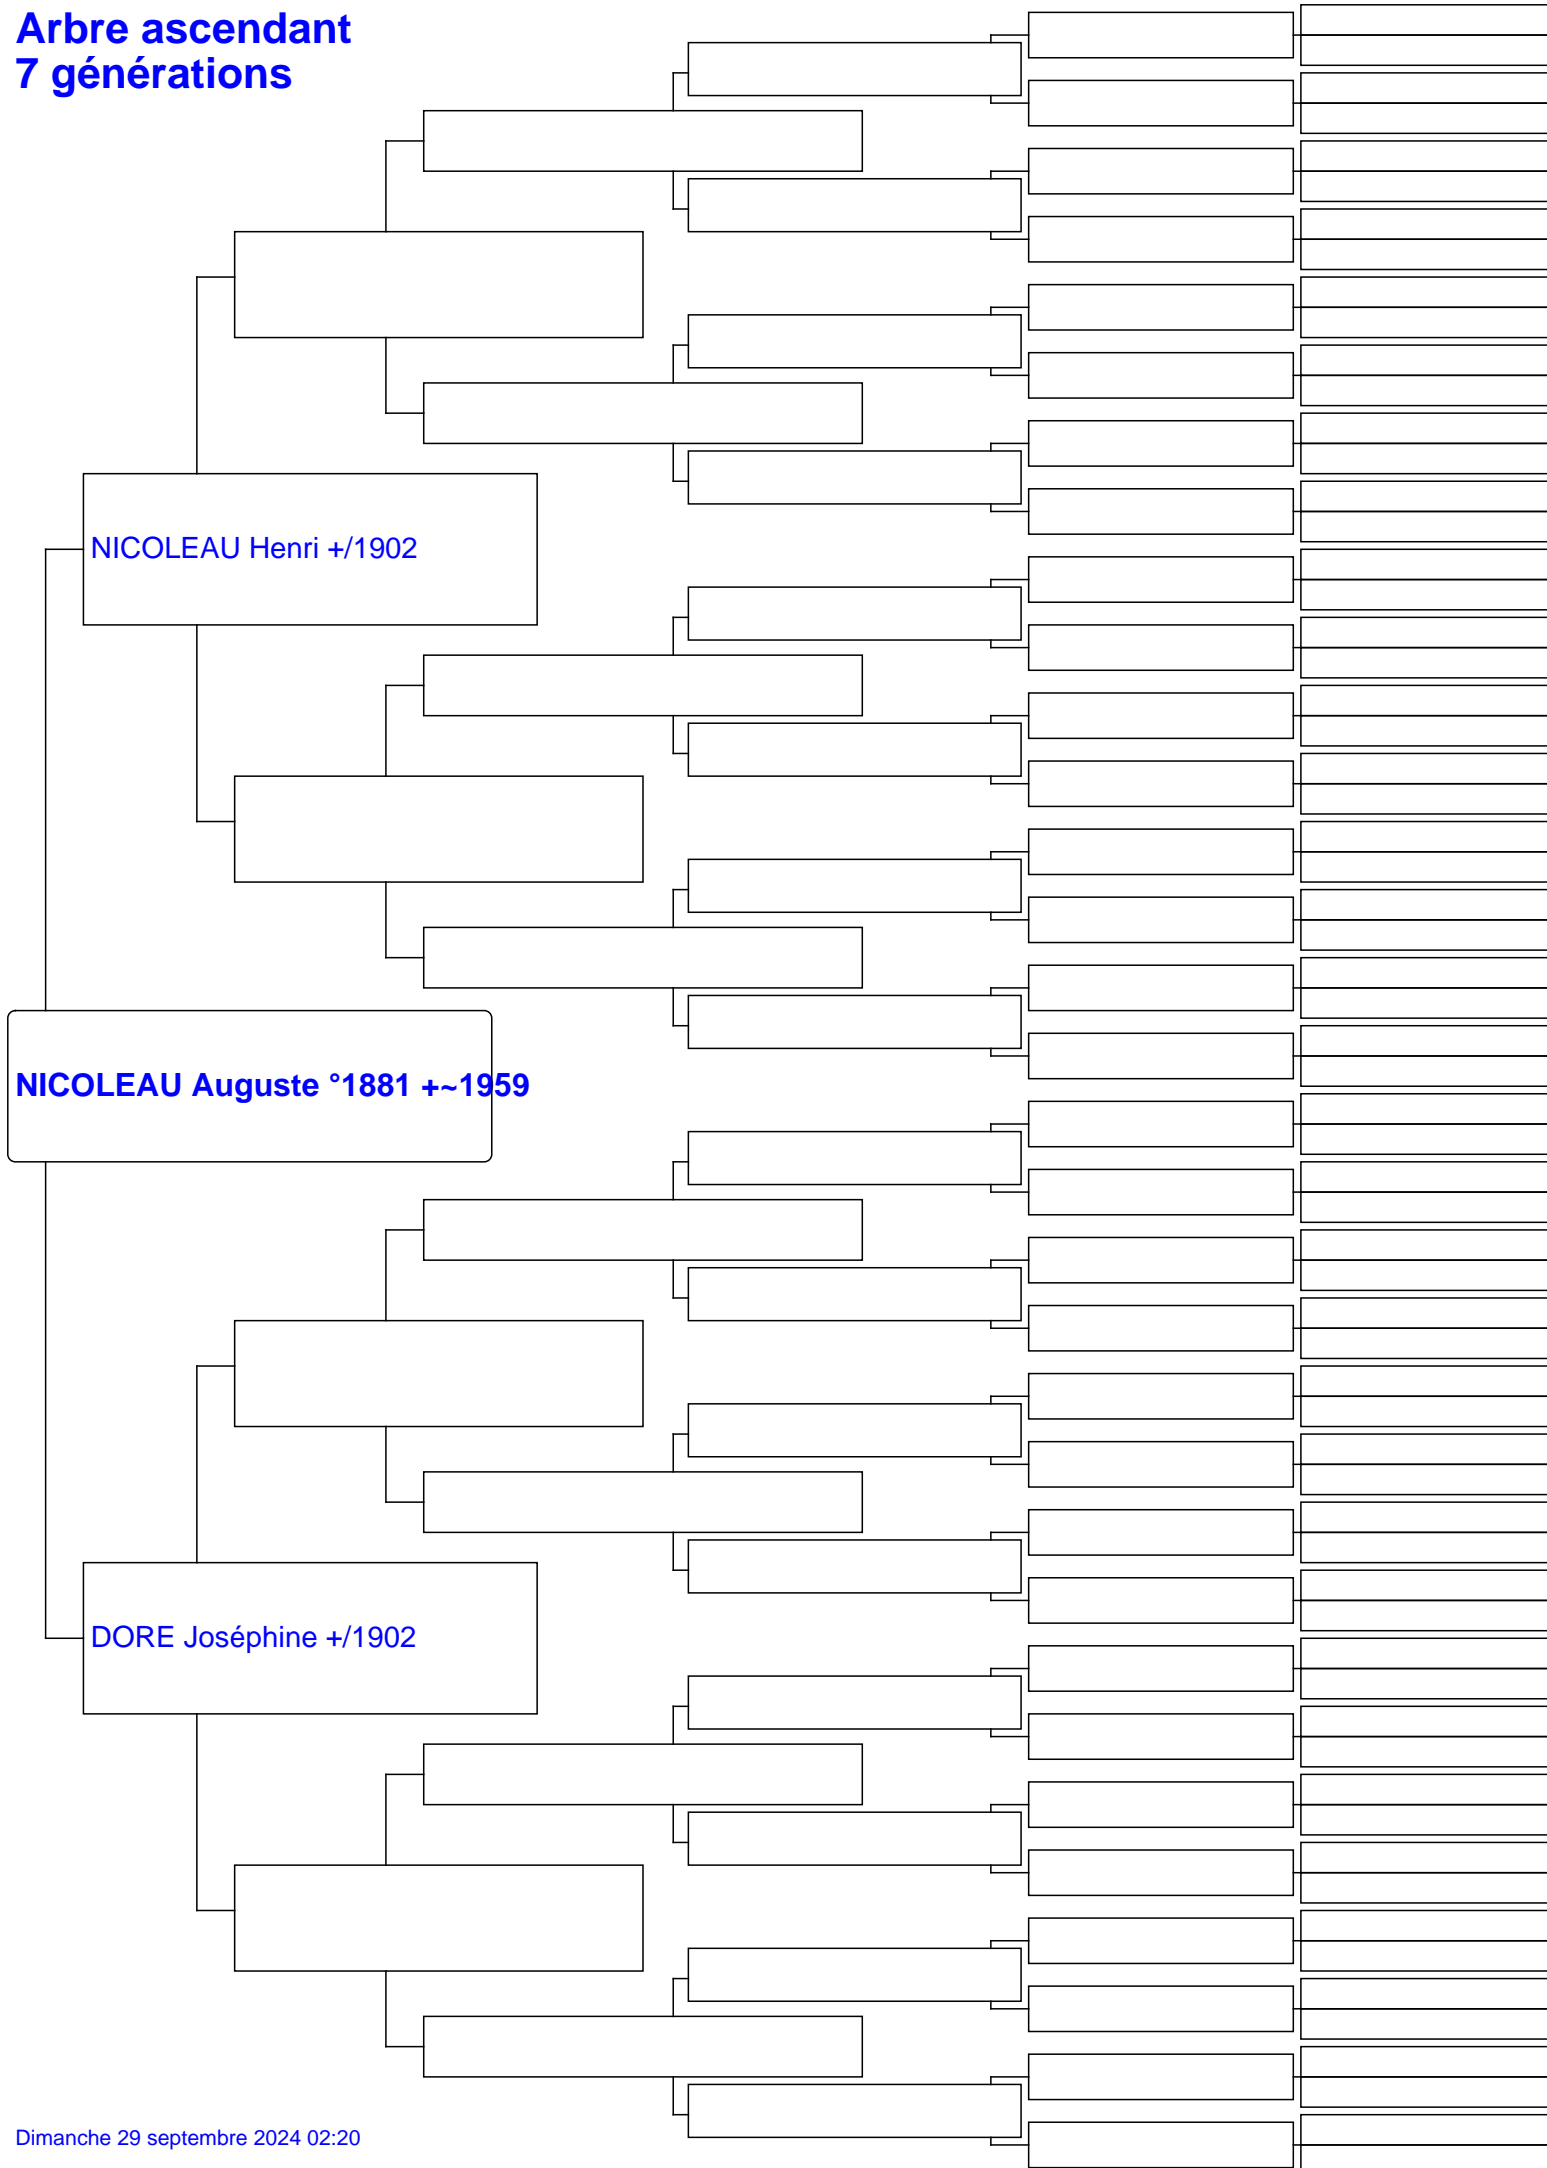 Arbre ascendant
7 générations
NICOLEAU Henri +/1902
NICOLEAU Auguste °1881 +~1959
DORE Joséphine +/1902
Dimanche 29 septembre 2024 02:20